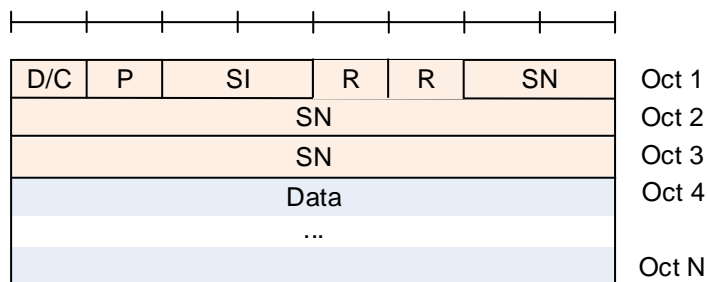 D/C P SI R R SN Oct 1
SN Oct 2
SN Oct 3
Data Oct 4
...
Oct N